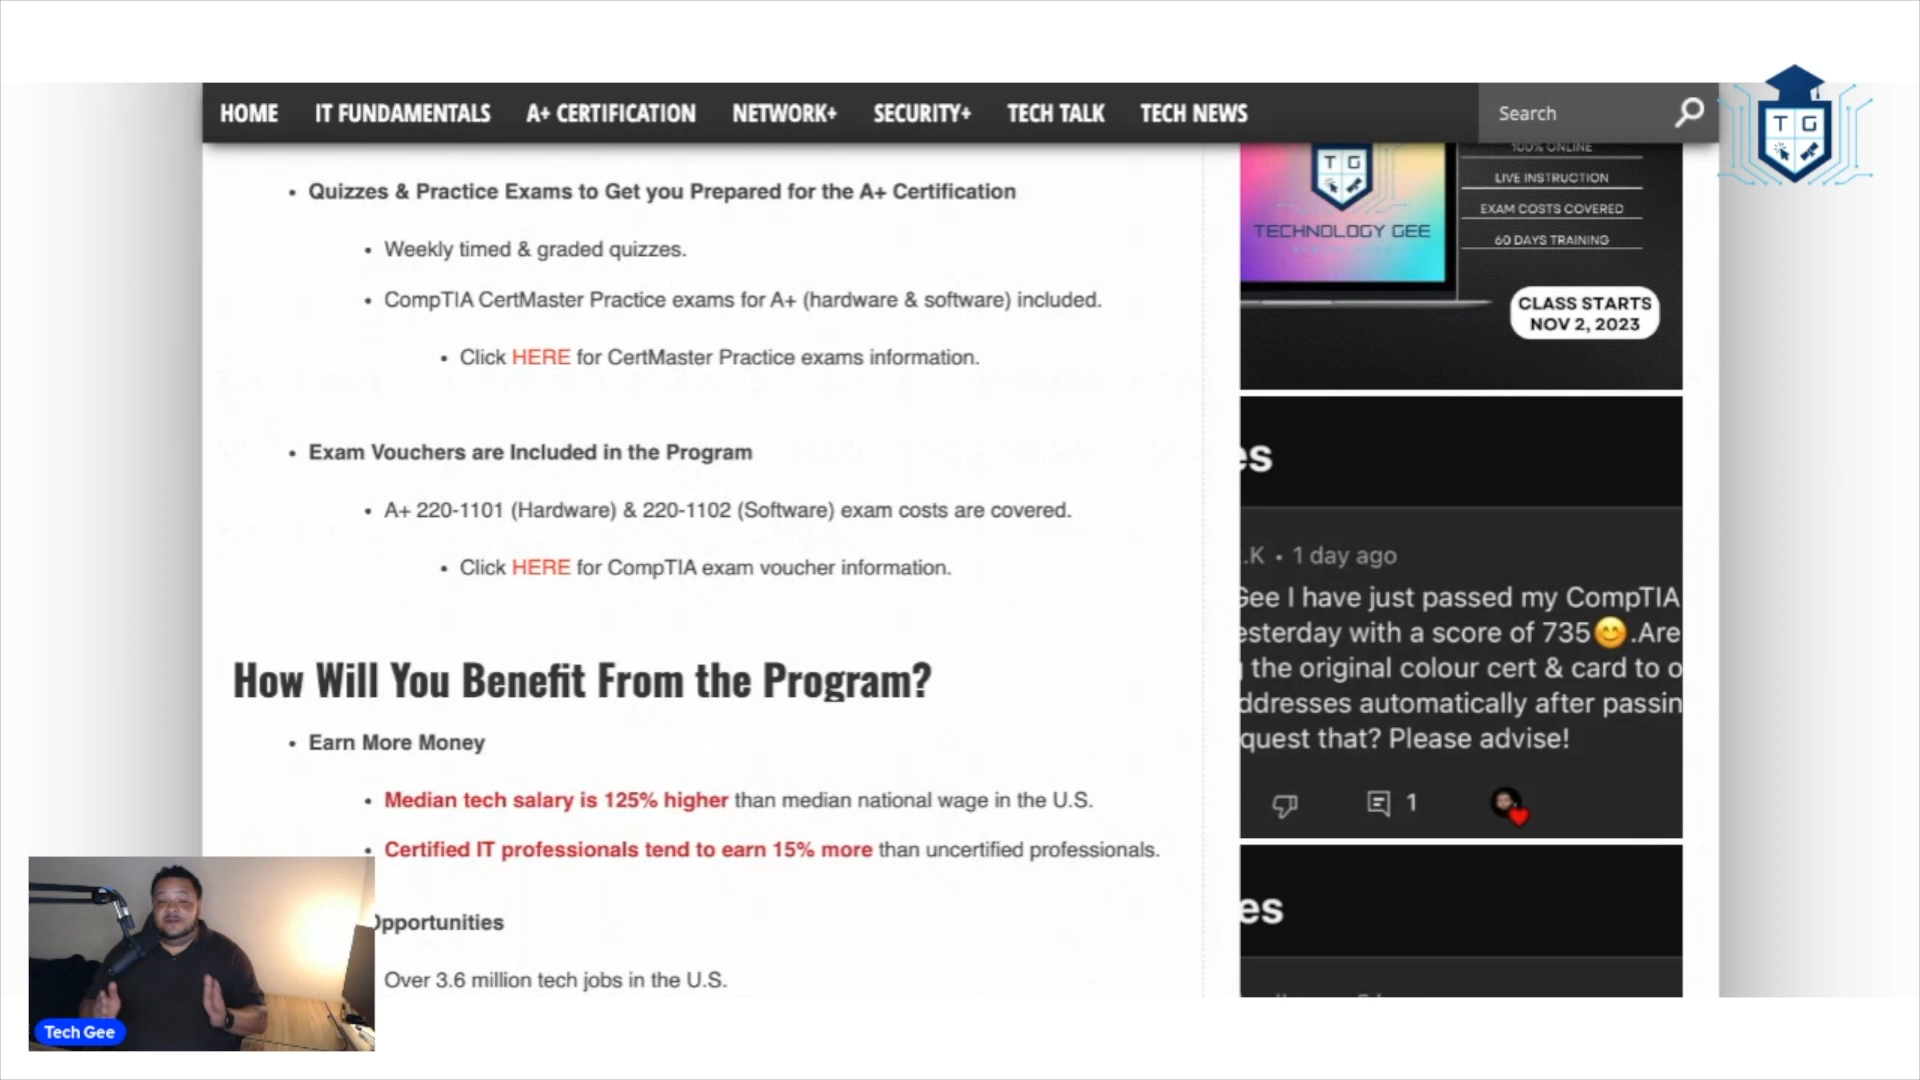 HOME IT FUNDAMENTALS A+ CERTIFICATION NETWORK+ SECURITY+ TECH TALK TECH NEWS Search
T G
• Quizzes & Practice Exams to Get you Prepared for the A+ Certification
• Weekly timed & graded quizzes.
• CompTIA CertMaster Practice exams for A+ (hardware & software) included.
• Click HERE for CertMaster Practice exams information.
• Exam Vouchers are Included in the Program
• A+ 220-1101 (Hardware) & 220-1102 (Software) exam costs are covered.
• Click HERE for CompTIA exam voucher information.
How Will You Benefit From the Program?
• Earn More Money
• Median tech salary is 125% higher than median national wage in the U.S.
• Certified IT professionals tend to earn 15% more than uncertified professionals.
Opportunities
Over 3.6 million tech jobs in the U.S.
Tech Gee
T G
TECHNOLOGY GEE
100% ONLINE
LIVE INSTRUCTION
EXAM COSTS COVERED
60 DAYS TRAINING
CLASS STARTS
NOV 2, 2023
es
.K • 1 day ago
Gee I have just passed my CompTIA
esterday with a score of 735😊.Are
the original colour cert & card to o
ddresses automatically after passin
quest that? Please advise!
1
es